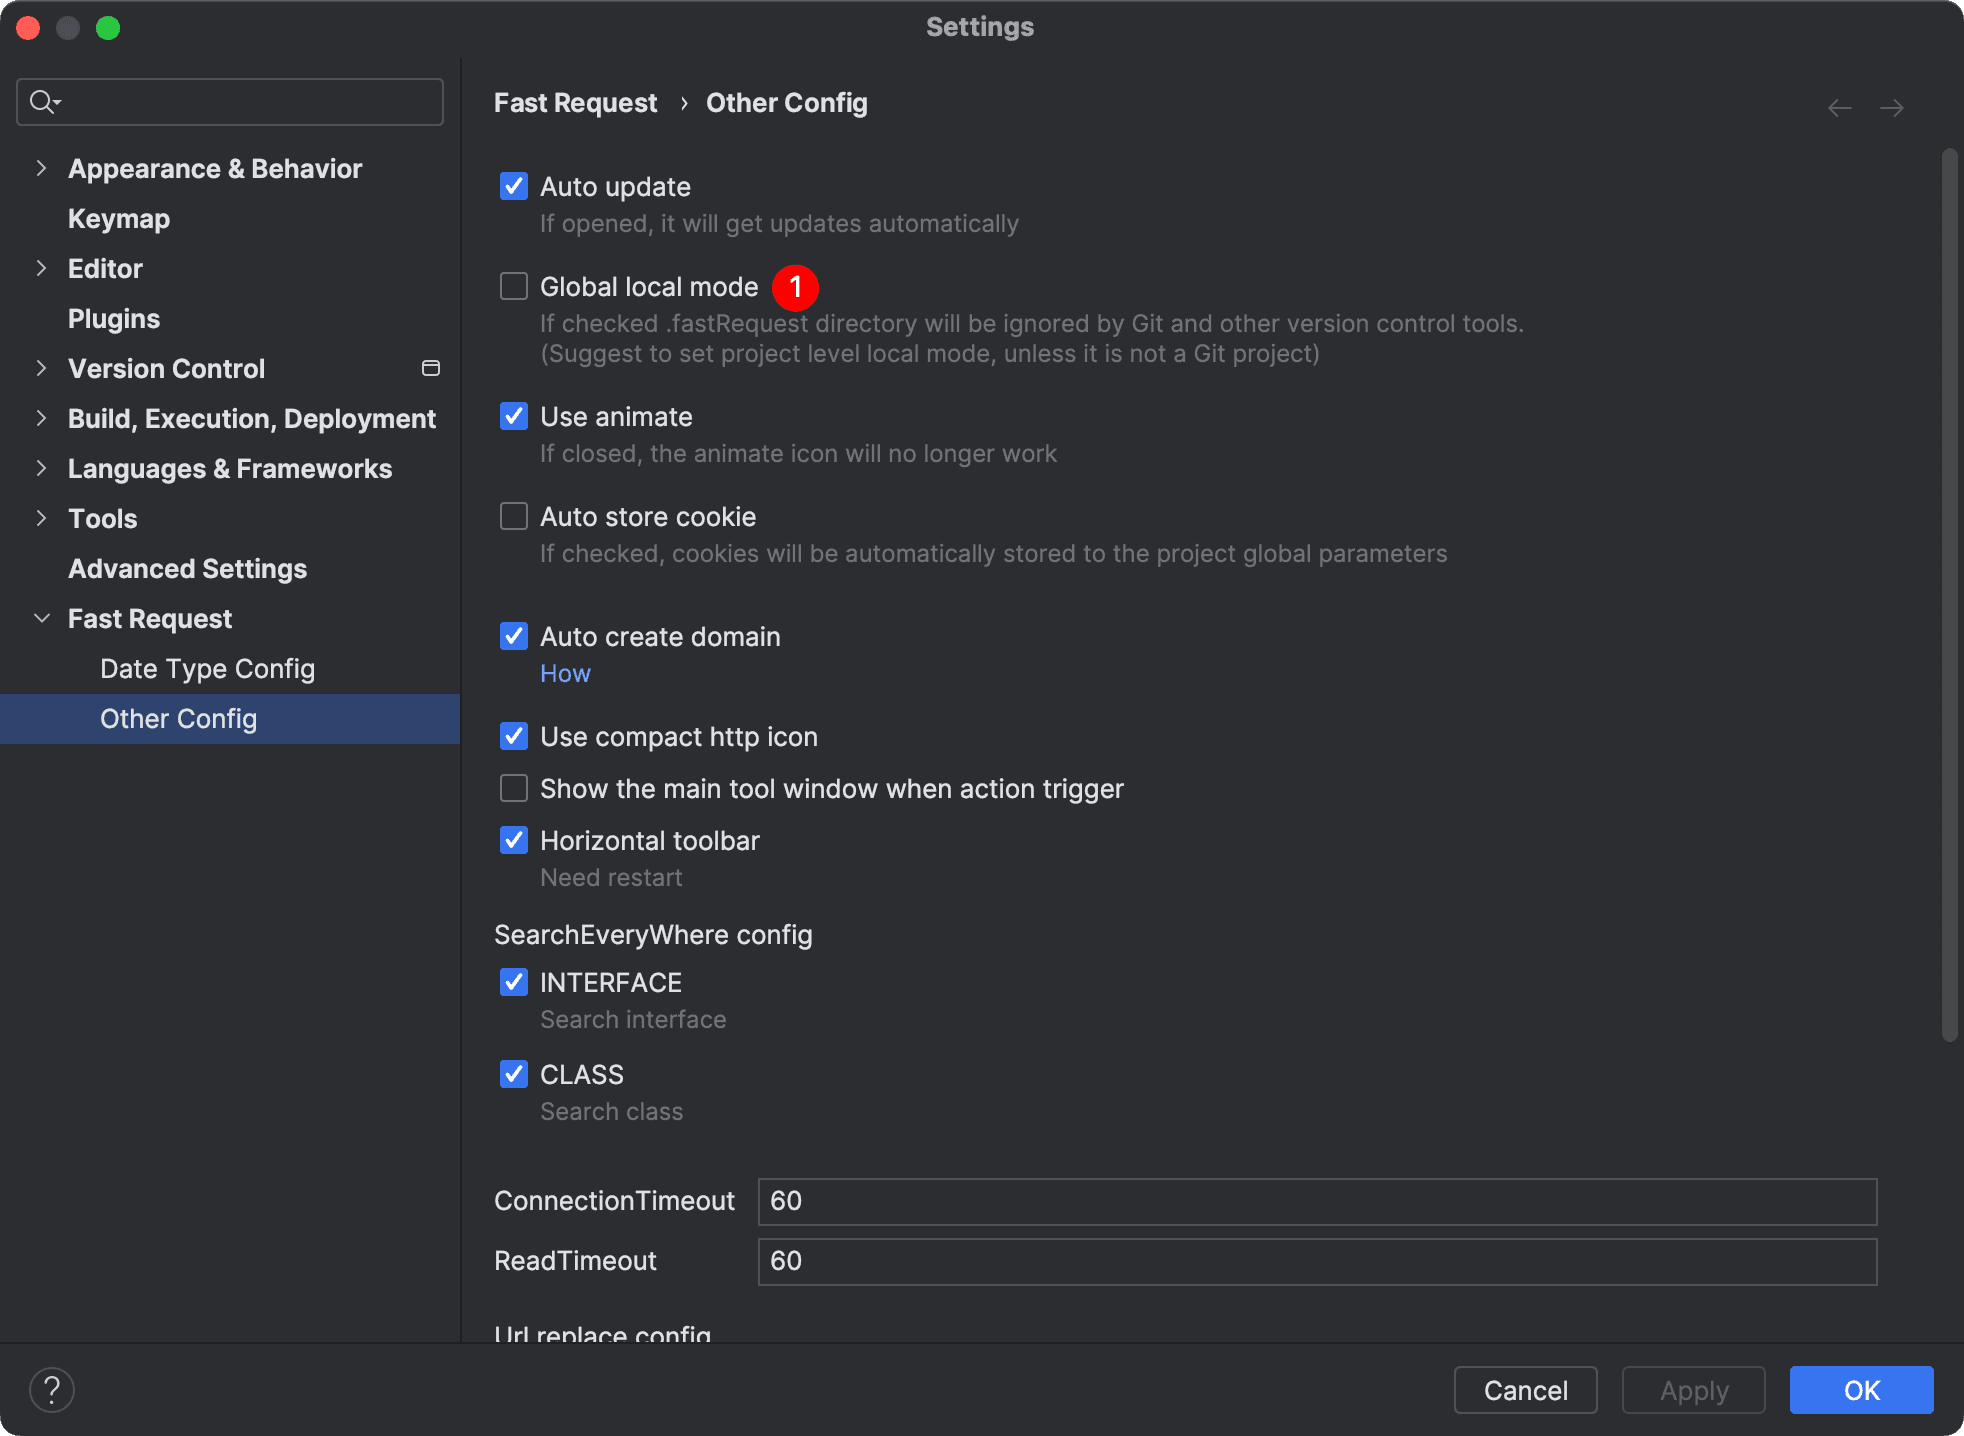 Settings
Appearance & Behavior
Keymap
Editor
Plugins
Version Control
Build, Execution, Deployment
Languages & Frameworks
Tools
Advanced Settings
Fast Request
Date Type Config
Other Config
Fast Request › Other Config
Auto update
If opened, it will get updates automatically
Global local mode 1
If checked .fastRequest directory will be ignored by Git and other version control tools.
(Suggest to set project level local mode, unless it is not a Git project)
Use animate
If closed, the animate icon will no longer work
Auto store cookie
If checked, cookies will be automatically stored to the project global parameters
Auto create domain
How
Use compact http icon
Show the main tool window when action trigger
Horizontal toolbar
Need restart
SearchEveryWhere config
INTERFACE
Search interface
CLASS
Search class
ConnectionTimeout 60
ReadTimeout 60
Url replace config
? Cancel Apply OK